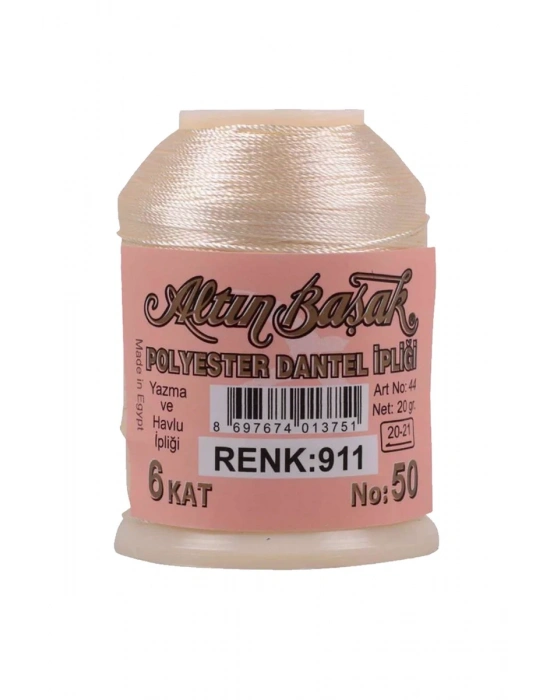 Altın Başak
POLYESTER DANTEL İPLİĞİ
Made in Egypt
Yazma
ve
Havlu
İpliği
8 697674 013751
Art No: 44
Net: 20 gr.
20-21
RENK:911
6 KAT
No: 50